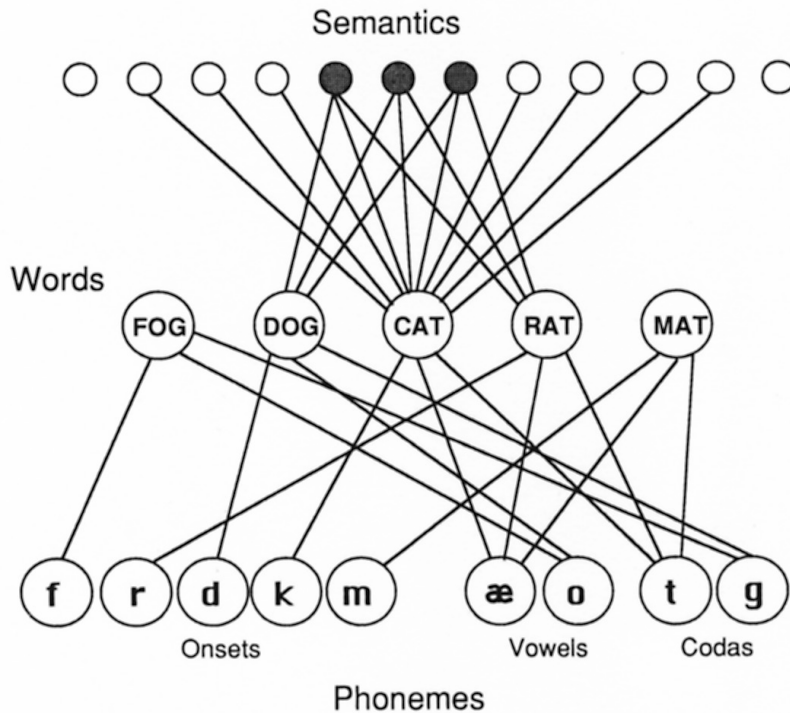 Semantics
Words
FOG DOG CAT RAT MAT
f r d k m æ o t g
Onsets Vowels Codas
Phonemes